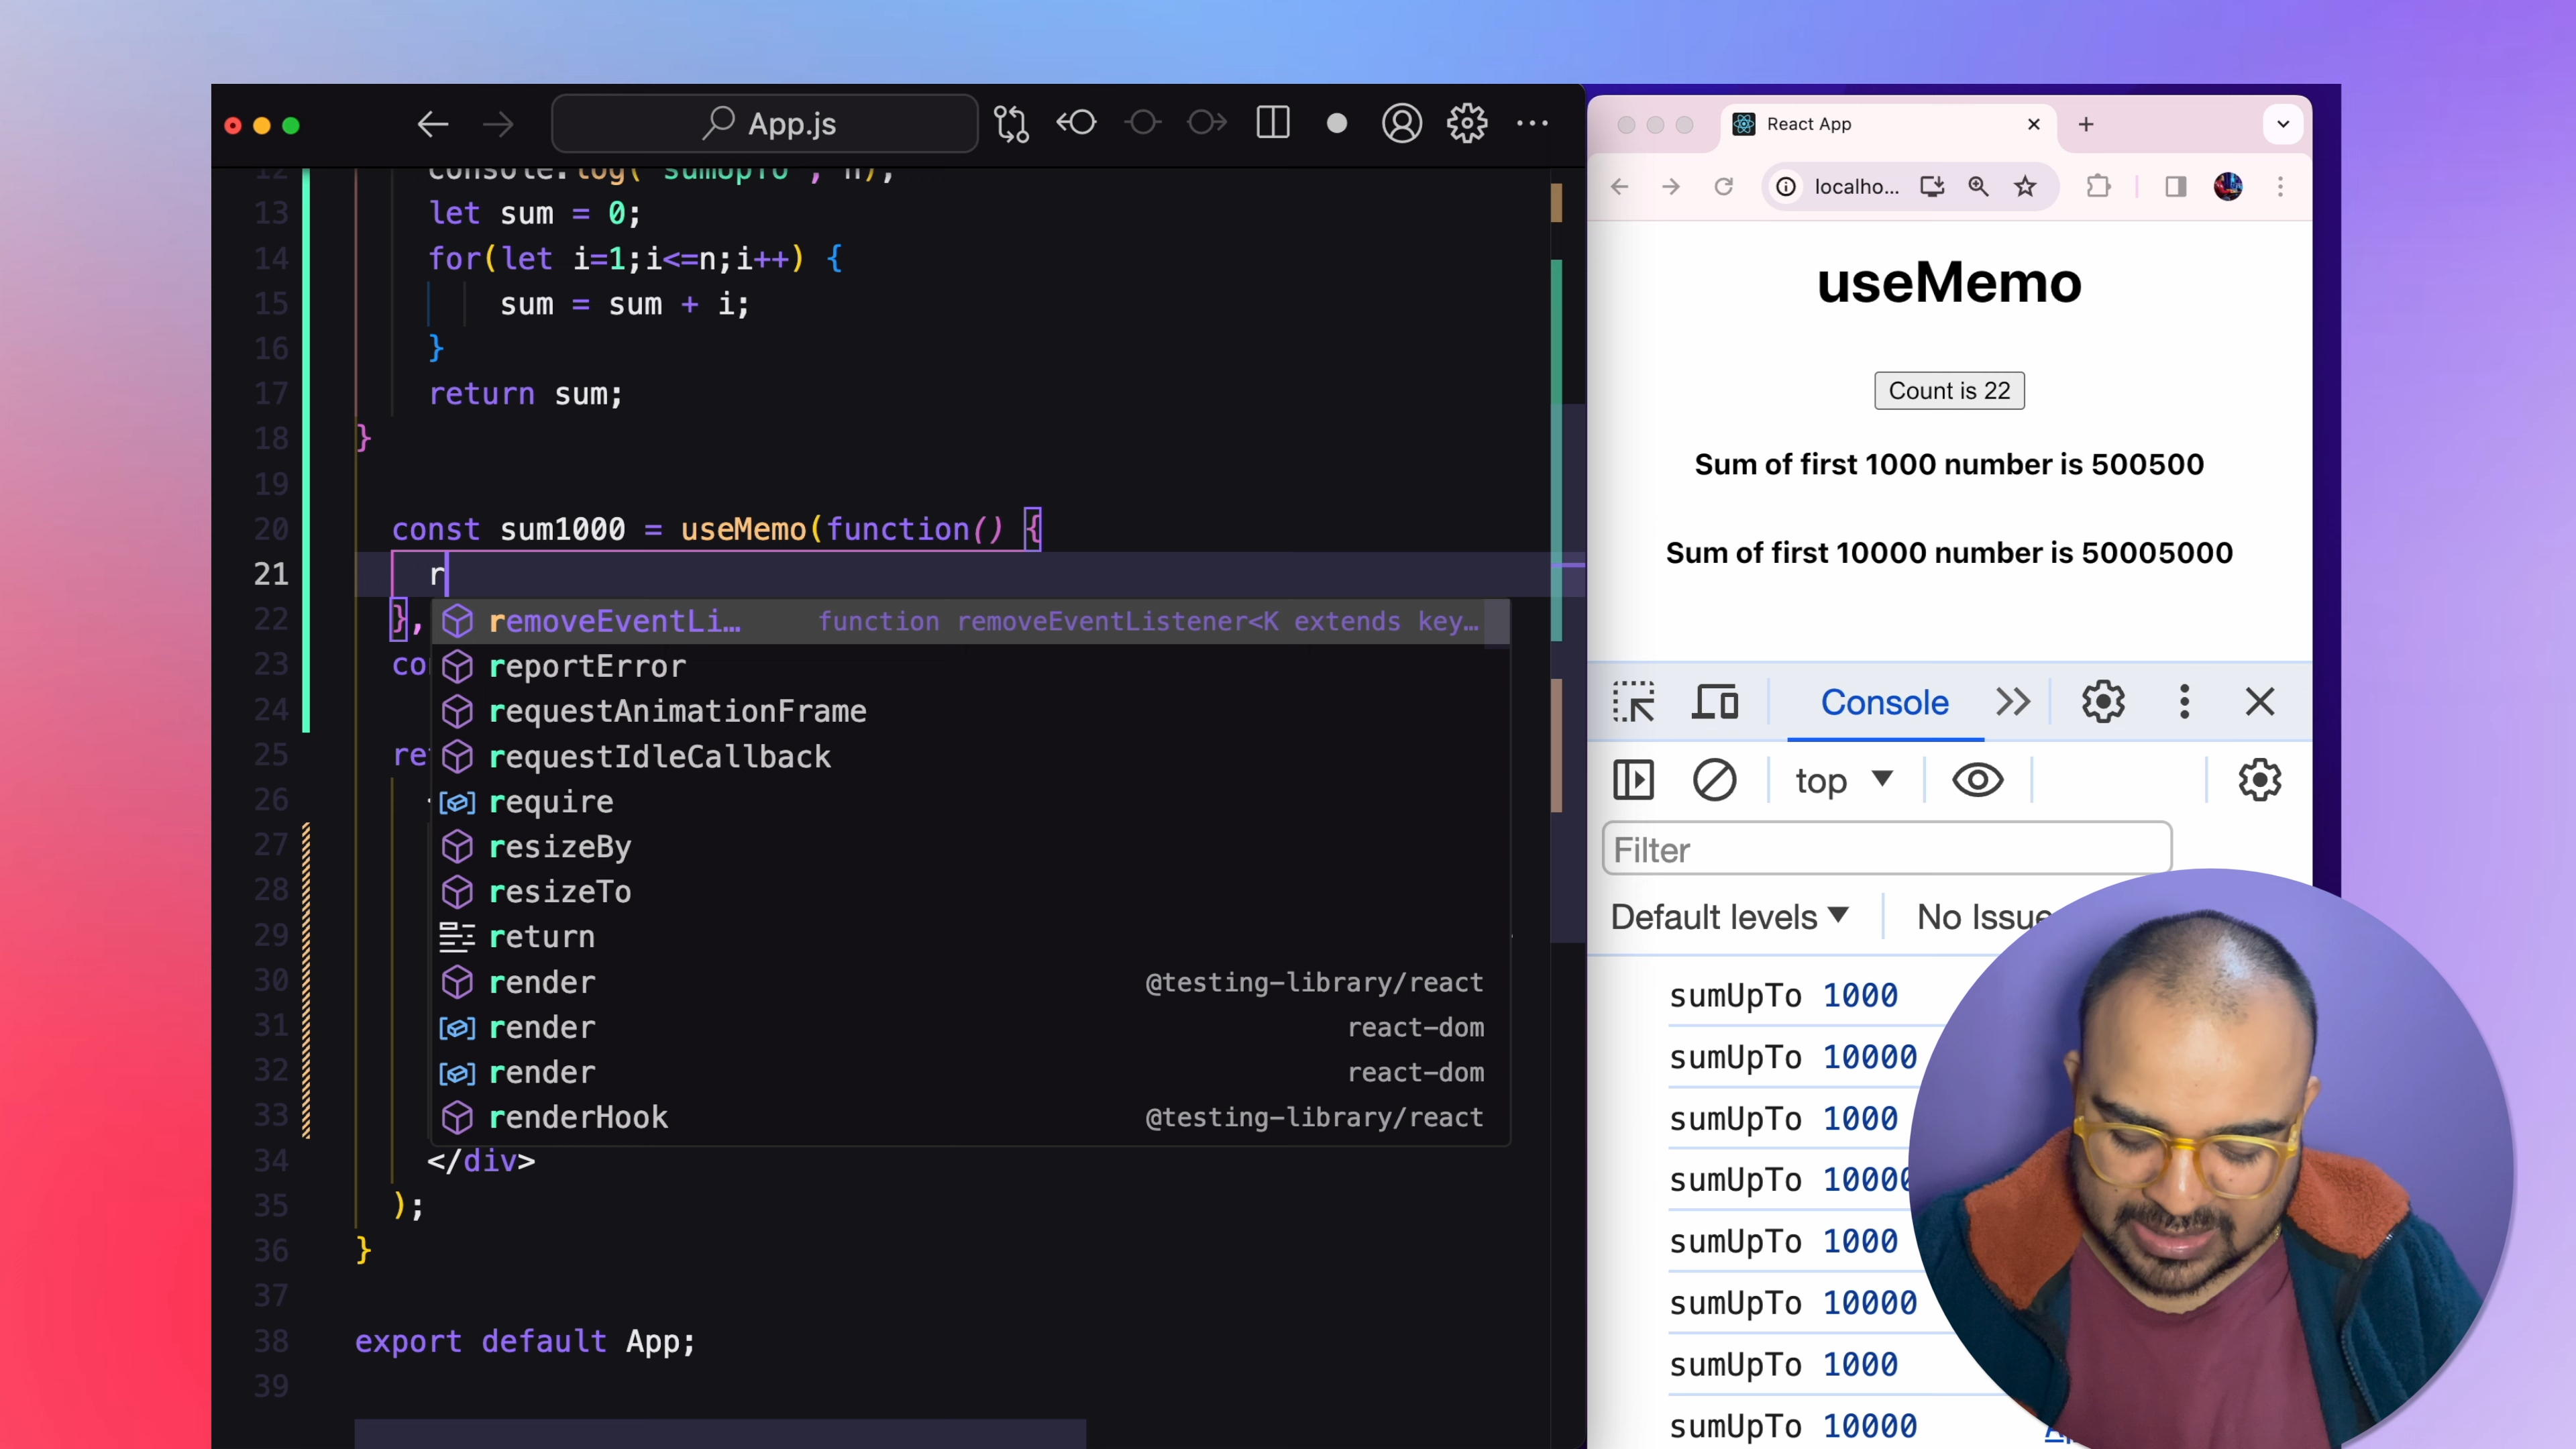 App.js
12 console.log("sumUpTo", n);
13 let sum = 0;
14 for(let i=1;i<=n;i++) {
15 sum = sum + i;
16 }
17 return sum;
18 }
19
20 const sum1000 = useMemo(function() {
21 r
22 },
removeEventLi… function removeEventListener<K extends key…
23 co
reportError
24
requestAnimationFrame
25 re
requestIdleCallback
26
require
27
resizeBy
28
resizeTo
29
return
30
render @testing-library/react
31
render react-dom
32
render react-dom
33
renderHook @testing-library/react
34 </div>
35 );
36 }
37
38 export default App;
39
React App
localho...
useMemo
Count is 22
Sum of first 1000 number is 500500
Sum of first 10000 number is 50005000
Console
top
Filter
Default levels No Issue
sumUpTo 1000
sumUpTo 10000
sumUpTo 1000
sumUpTo 10000
sumUpTo 1000
sumUpTo 10000
sumUpTo 1000
sumUpTo 10000